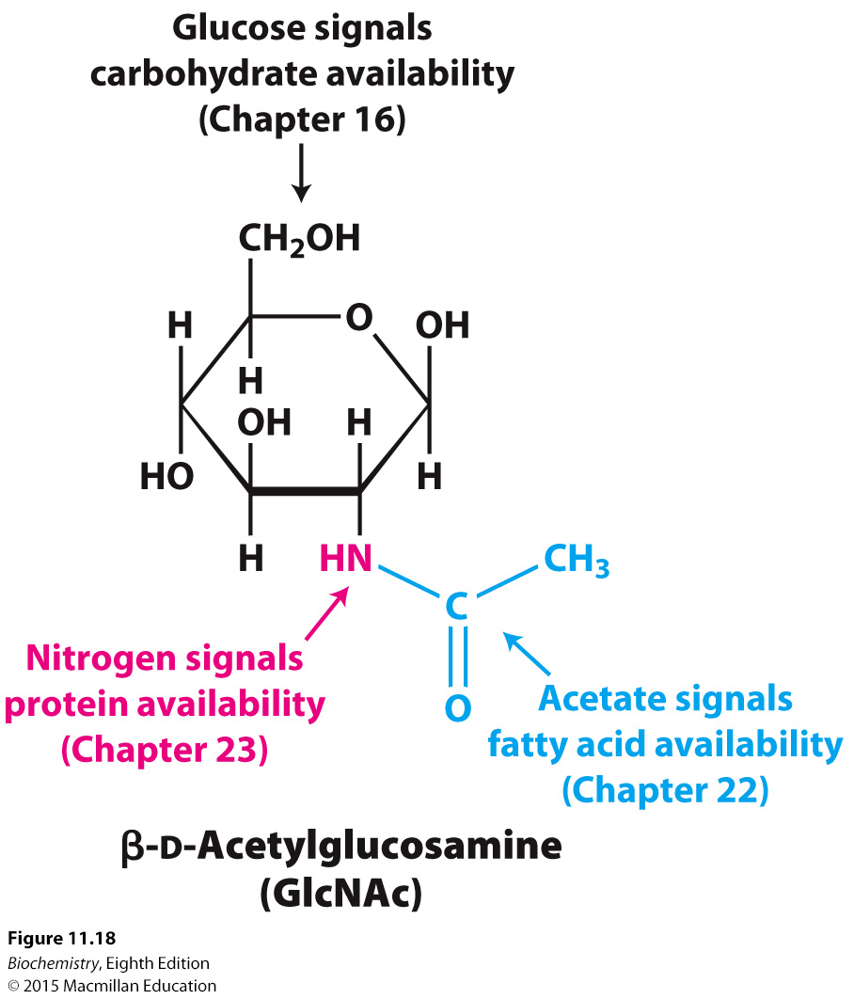 Glucose signals
carbohydrate availability
(Chapter 16)
CH₂OH
H
O
OH
H
OH
H
HO
H
H
HN
CH₃
C
O
Nitrogen signals
protein availability
(Chapter 23)
Acetate signals
fatty acid availability
(Chapter 22)
β-D-Acetylglucosamine
(GlcNAc)
Figure 11.18
Biochemistry, Eighth Edition
© 2015 Macmillan Education